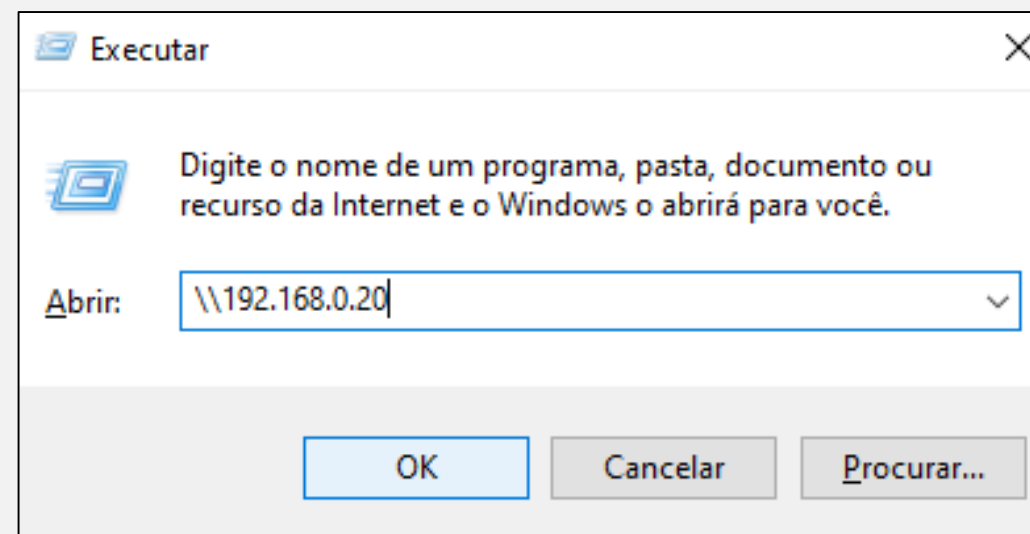 Executar
Digite o nome de um programa, pasta, documento ou
recurso da Internet e o Windows o abrirá para você.
Abrir: \\192.168.0.20
OK Cancelar Procurar...